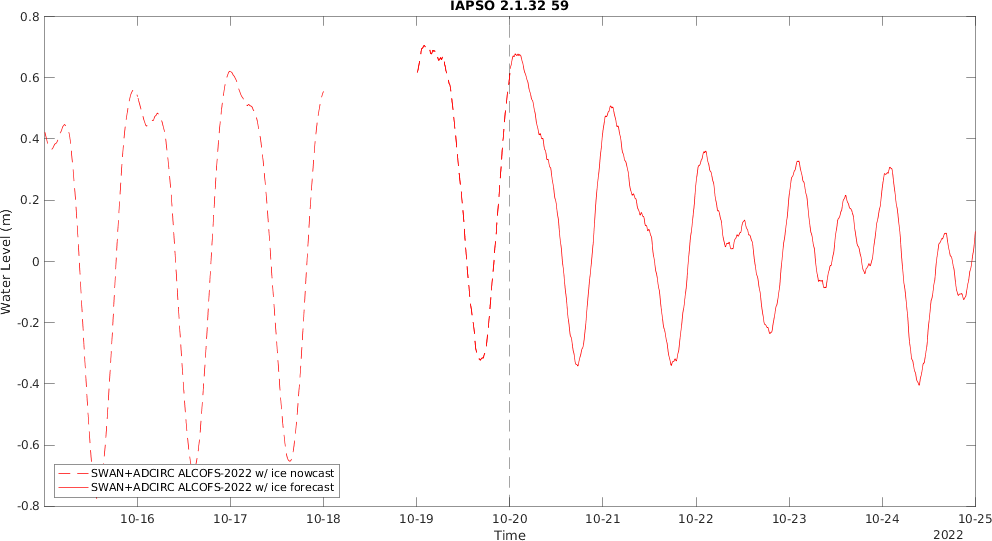 IAPSO 2.1.32 59
0.8
0.6
0.4
0.2
0
-0.2
-0.4
-0.6
-0.8
Water Level (m)
SWAN+ADCIRC ALCOFS-2022 w/ ice nowcast
SWAN+ADCIRC ALCOFS-2022 w/ ice forecast
10-16 10-17 10-18 10-19 10-20 10-21 10-22 10-23 10-24 10-25
Time
2022